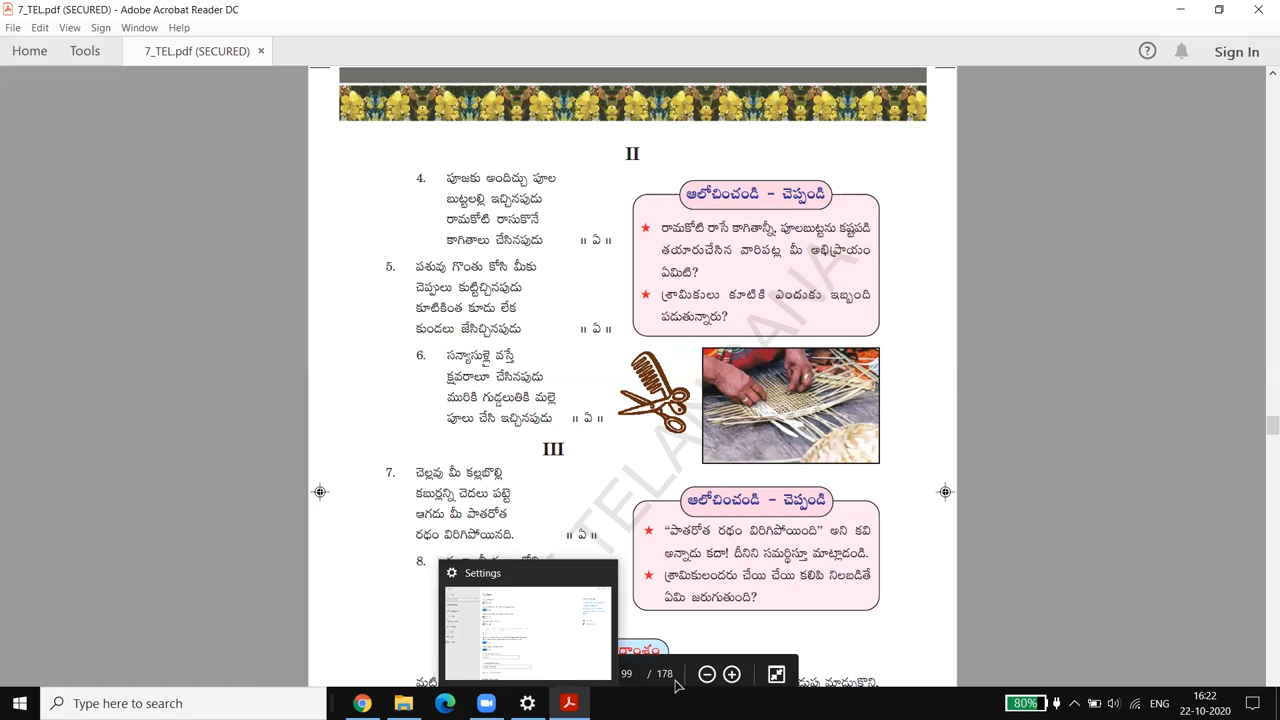 7_TEL.pdf (SECURED) - Adobe Acrobat Reader DC
File Edit View Sign Window Help
Home Tools 7_TEL.pdf (SECURED) × Sign In
II
4. పూజకు అందిచ్చు పూల
బుట్టలల్లి ఇచ్చినపుడు
రామకోటి రాసుకొనే
కాగితాలు చేసినపుడు ॥ ఏ ॥
5. పశువు గొంతు కోసి మీకు
చెప్పులు కుట్టిచ్చినపుడు
కూటికింత కూడు లేక
కుండలు జేసిచ్చినపుడు ॥ ఏ ॥
6. సన్యాసుళ్లై వస్తే
క్షవరాలూ చేసినపుడు
మురికి గుడ్డలుతికి మల్లె
పూలు చేసి ఇచ్చినపుడు ॥ ఏ ॥
ఆలోచించండి - చెప్పండి
★ రామకోటి రాసే కాగితాన్నీ, పూలబుట్టను కష్టపడి
తయారుచేసిన వారిపట్ల మీ అభిప్రాయం
ఏమిటి?
★ శ్రామికులు కూటికి ఎందుకు ఇబ్బంది
పడుతున్నారు?
III
7. చెల్లవు మీ కల్లబొల్లి
కబుర్లన్ని చెదలు పట్టె
ఆగదు మీ పాతరోత
రథం విరిగిపోయినది. ॥ ఏ ॥
8.
ఆలోచించండి - చెప్పండి
★ "పాతరోత రథం విరిగిపోయింది" అని కవి
అన్నాడు కదా! దీనిని సమర్థిస్తూ మాట్లాడండి.
★ శ్రామికులందరు చేయి చేయి కలిపి నిలబడితే
ఏమి జరుగుతుంది?
TELANGANA
Settings
99 / 178
Type here to search
80%
ENG
16:22
22-10-2020